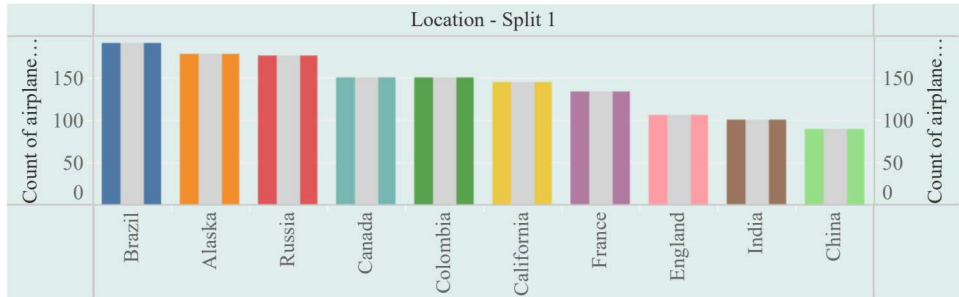 Location - Split 1
Count of airplane…
150
100
50
0
150
100
50
0
Count of airplane…
Brazil
Alaska
Russia
Canada
Colombia
California
France
England
India
China